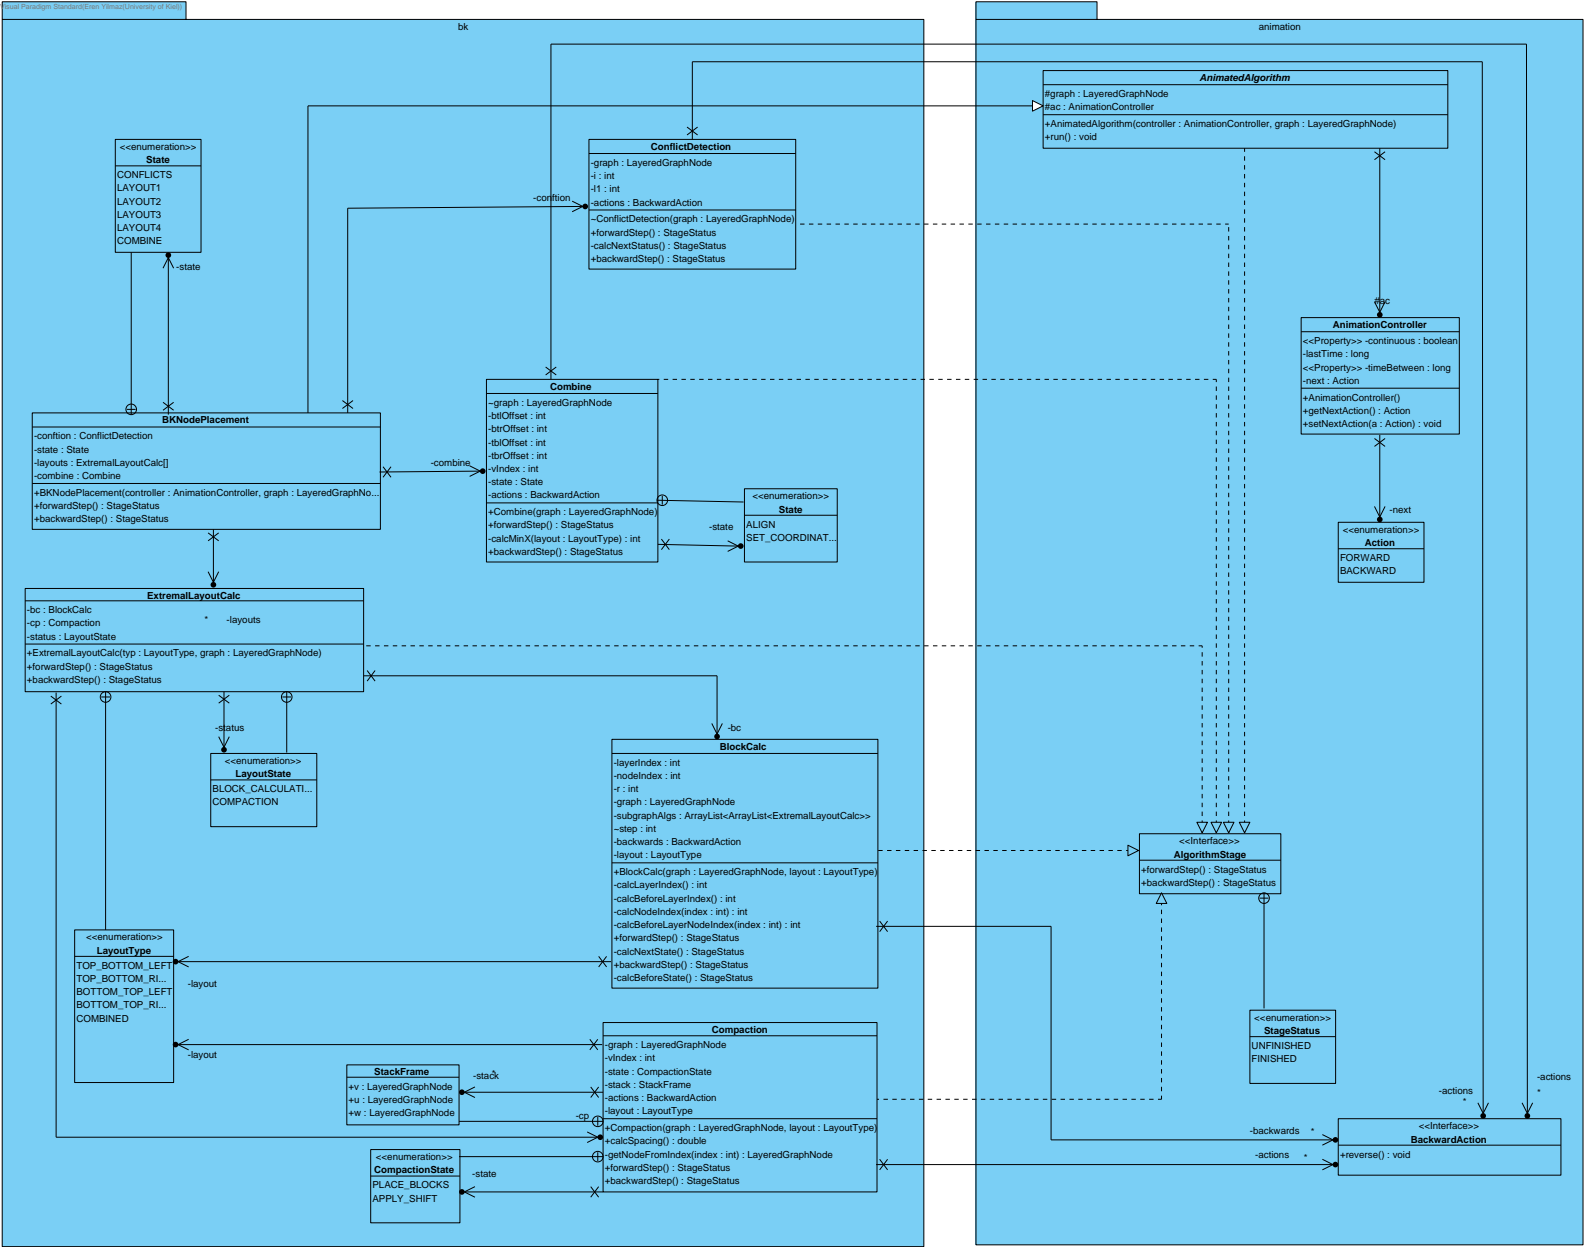 Visual Paradigm Standard(Eren Yilmaz(University of Kiel))
bk
<<enumeration>>
State
CONFLICTS
LAYOUT1
LAYOUT2
LAYOUT3
LAYOUT4
COMBINE
-state
ConflictDetection
-graph : LayeredGraphNode
-i : int
-l1 : int
-actions : BackwardAction
~ConflictDetection(graph : LayeredGraphNode)
+forwardStep() : StageStatus
-calcNextStatus() : StageStatus
+backwardStep() : StageStatus
-conftion
BKNodePlacement
-conftion : ConflictDetection
-state : State
-layouts : ExtremalLayoutCalc[]
-combine : Combine
+BKNodePlacement(controller : AnimationController, graph : LayeredGraphNo...
+forwardStep() : StageStatus
+backwardStep() : StageStatus
-combine
Combine
~graph : LayeredGraphNode
-btlOffset : int
-btrOffset : int
-tblOffset : int
-tbrOffset : int
-vIndex : int
-state : State
-actions : BackwardAction
+Combine(graph : LayeredGraphNode)
+forwardStep() : StageStatus
-calcMinX(layout : LayoutType) : int
+backwardStep() : StageStatus
-state
<<enumeration>>
State
ALIGN
SET_COORDINAT...
ExtremalLayoutCalc
-bc : BlockCalc
-cp : Compaction
-status : LayoutState
* -layouts
+ExtremalLayoutCalc(typ : LayoutType, graph : LayeredGraphNode)
+forwardStep() : StageStatus
+backwardStep() : StageStatus
-status
-bc
<<enumeration>>
LayoutState
BLOCK_CALCULATI...
COMPACTION
BlockCalc
-layerIndex : int
-nodeIndex : int
-r : int
-graph : LayeredGraphNode
-subgraphAlgs : ArrayList<ArrayList<ExtremalLayoutCalc>>
~step : int
-backwards : BackwardAction
-layout : LayoutType
+BlockCalc(graph : LayeredGraphNode, layout : LayoutType)
-calcLayerIndex() : int
-calcBeforeLayerIndex() : int
-calcNodeIndex(index : int) : int
-calcBeforeLayerNodeIndex(index : int) : int
+forwardStep() : StageStatus
-calcNextState() : StageStatus
+backwardStep() : StageStatus
-calcBeforeState() : StageStatus
<<enumeration>>
LayoutType
TOP_BOTTOM_LEFT
TOP_BOTTOM_RI...
BOTTOM_TOP_LEFT
BOTTOM_TOP_RI...
COMBINED
-layout
-layout
StackFrame
+v : LayeredGraphNode
+u : LayeredGraphNode
+w : LayeredGraphNode
-stack
*
-cp
Compaction
-graph : LayeredGraphNode
-vIndex : int
-state : CompactionState
-stack : StackFrame
-actions : BackwardAction
-layout : LayoutType
+Compaction(graph : LayeredGraphNode, layout : LayoutType)
+calcSpacing() : double
-getNodeFromIndex(index : int) : LayeredGraphNode
+forwardStep() : StageStatus
+backwardStep() : StageStatus
<<enumeration>>
CompactionState
PLACE_BLOCKS
APPLY_SHIFT
-state
animation
AnimatedAlgorithm
#graph : LayeredGraphNode
#ac : AnimationController
+AnimatedAlgorithm(controller : AnimationController, graph : LayeredGraphNode)
+run() : void
#ac
AnimationController
<<Property>> -continuous : boolean
-lastTime : long
<<Property>> -timeBetween : long
-next : Action
+AnimationController()
+getNextAction() : Action
+setNextAction(a : Action) : void
-next
<<enumeration>>
Action
FORWARD
BACKWARD
<<Interface>>
AlgorithmStage
+forwardStep() : StageStatus
+backwardStep() : StageStatus
<<enumeration>>
StageStatus
UNFINISHED
FINISHED
-actions
*
-actions
*
-backwards *
-actions *
<<Interface>>
BackwardAction
+reverse() : void